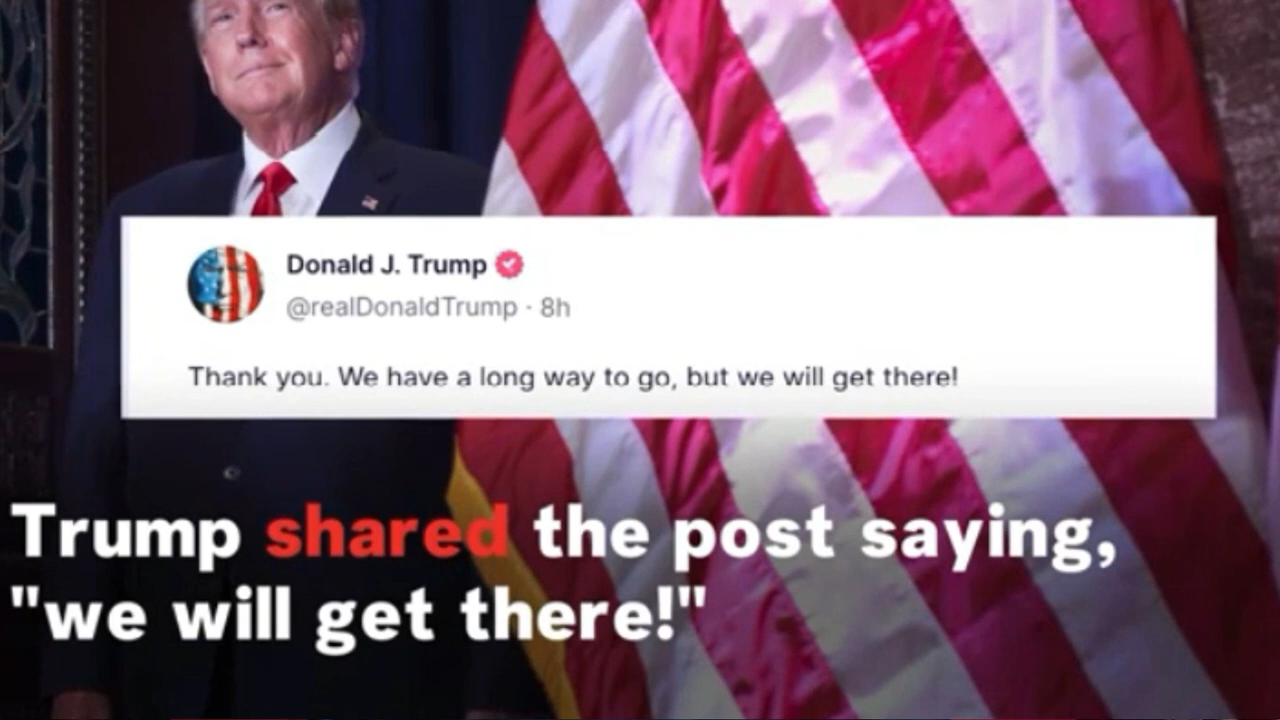 Donald J. Trump
@realDonaldTrump · 8h
Thank you. We have a long way to go, but we will get there!
Trump shared the post saying,
"we will get there!"